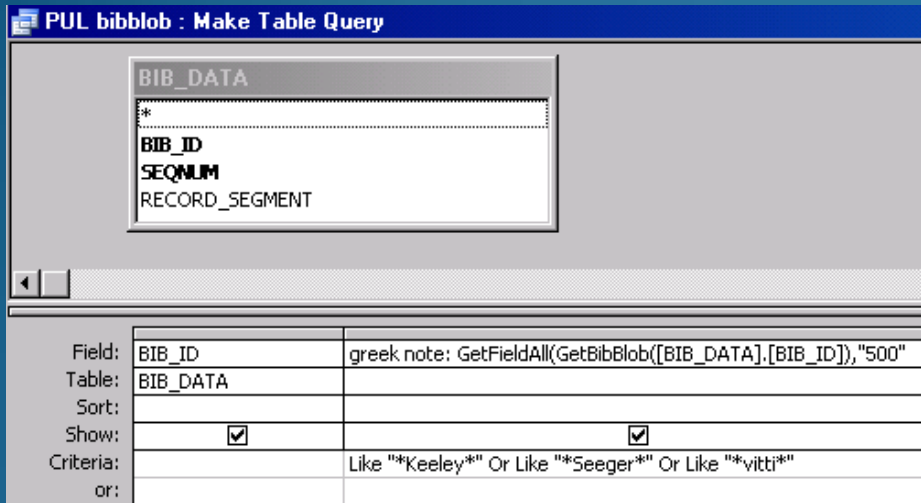 PUL bibblob : Make Table Query
BIB_DATA
*
BIB_ID
SEQNUM
RECORD_SEGMENT
Field: BIB_ID greek note: GetFieldAll(GetBibBlob([BIB_DATA].[BIB_ID]),"500"
Table: BIB_DATA
Sort:
Show:
Criteria: Like "*Keeley*" Or Like "*Seeger*" Or Like "*vitti*"
or: